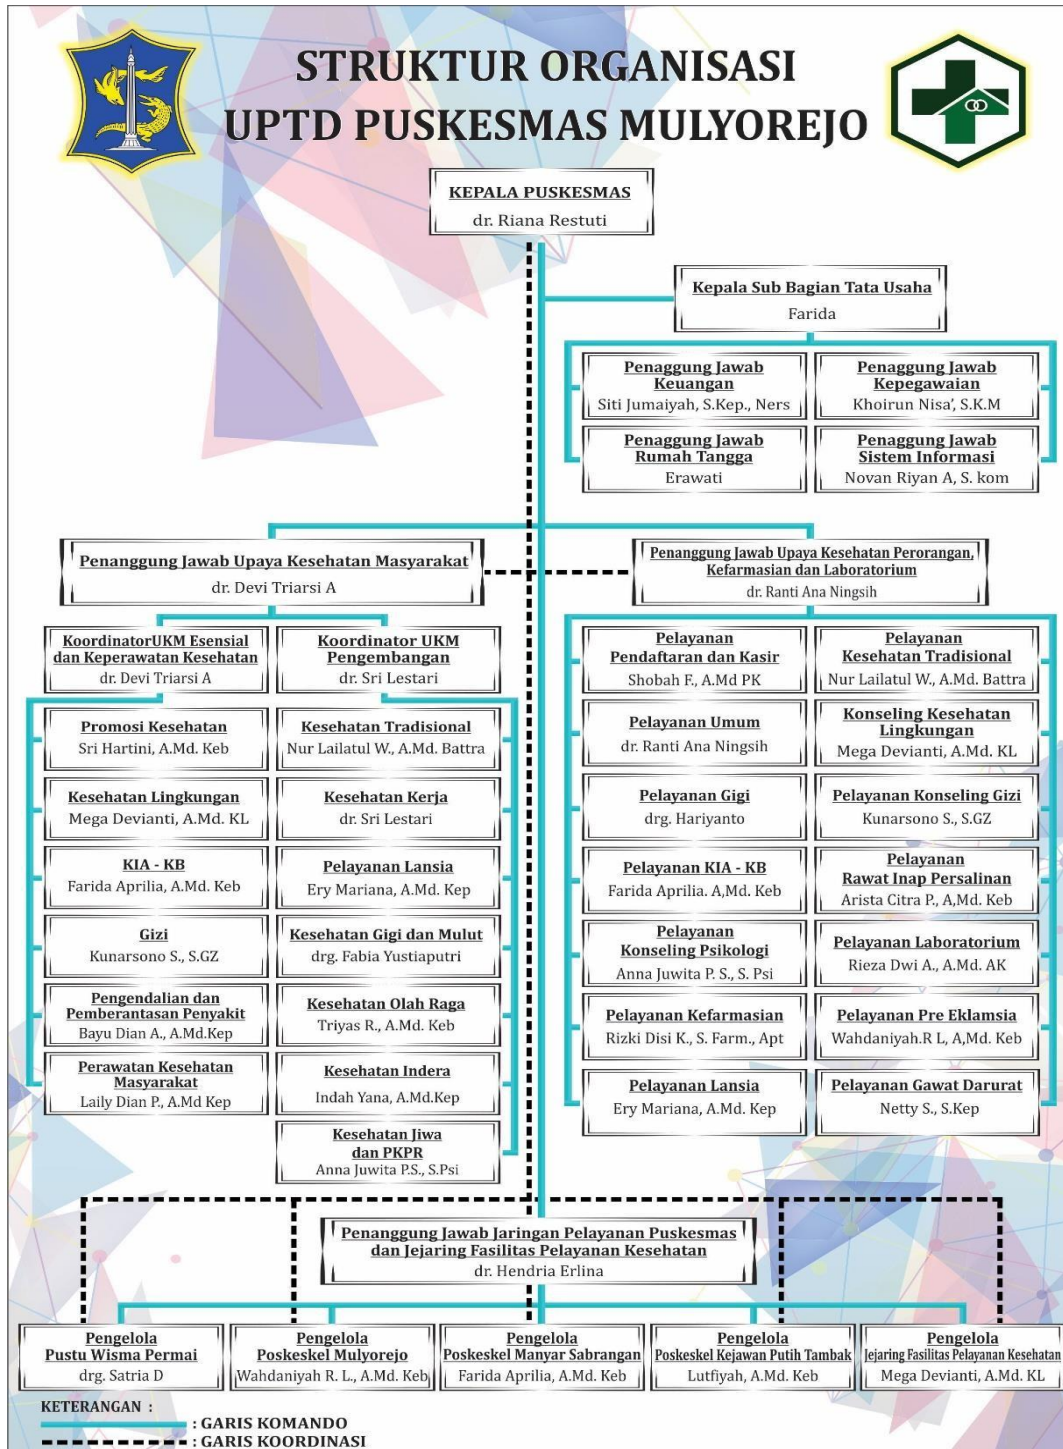 STRUKTUR ORGANISASI
UPTD PUSKESMAS MULYOREJO
KEPALA PUSKESMAS
dr. Riana Restuti
Kepala Sub Bagian Tata Usaha
Farida
Penaggung Jawab
Keuangan
Siti Jumaiyah, S.Kep., Ners
Penaggung Jawab
Kepegawaian
Khoirun Nisa', S.K.M
Penaggung Jawab
Rumah Tangga
Erawati
Penaggung Jawab
Sistem Informasi
Novan Riyan A, S. kom
Penanggung Jawab Upaya Kesehatan Masyarakat
dr. Devi Triarsi A
Penanggung Jawab Upaya Kesehatan Perorangan,
Kefarmasian dan Laboratorium
dr. Ranti Ana Ningsih
KoordinatorUKM Esensial
dan Keperawatan Kesehatan
dr. Devi Triarsi A
Koordinator UKM
Pengembangan
dr. Sri Lestari
Promosi Kesehatan
Sri Hartini, A.Md. Keb
Kesehatan Tradisional
Nur Lailatul W., A.Md. Battra
Kesehatan Lingkungan
Mega Devianti, A.Md. KL
Kesehatan Kerja
dr. Sri Lestari
KIA - KB
Farida Aprilia, A.Md. Keb
Pelayanan Lansia
Ery Mariana, A.Md. Kep
Gizi
Kunarsono S., S.GZ
Kesehatan Gigi dan Mulut
drg. Fabia Yustiaputri
Pengendalian dan
Pemberantasan Penyakit
Bayu Dian A., A.Md.Kep
Kesehatan Olah Raga
Triyas R., A.Md. Keb
Perawatan Kesehatan
Masyarakat
Laily Dian P., A.Md Kep
Kesehatan Indera
Indah Yana, A.Md.Kep
Kesehatan Jiwa
dan PKPR
Anna Juwita P.S., S.Psi
Pelayanan
Pendaftaran dan Kasir
Shobah F., A.Md PK
Pelayanan
Kesehatan Tradisional
Nur Lailatul W., A.Md. Battra
Pelayanan Umum
dr. Ranti Ana Ningsih
Konseling Kesehatan
Lingkungan
Mega Devianti, A.Md. KL
Pelayanan Gigi
drg. Hariyanto
Pelayanan Konseling Gizi
Kunarsono S., S.GZ
Pelayanan KIA - KB
Farida Aprilia. A,Md. Keb
Pelayanan
Rawat Inap Persalinan
Arista Citra P., A,Md. Keb
Pelayanan
Konseling Psikologi
Anna Juwita P. S., S. Psi
Pelayanan Laboratorium
Rieza Dwi A., A.Md. AK
Pelayanan Kefarmasian
Rizki Disi K., S. Farm., Apt
Pelayanan Pre Eklamsia
Wahdaniyah.R L, A,Md. Keb
Pelayanan Lansia
Ery Mariana, A.Md. Kep
Pelayanan Gawat Darurat
Netty S., S.Kep
Penanggung Jawab Jaringan Pelayanan Puskesmas
dan Jejaring Fasilitas Pelayanan Kesehatan
dr. Hendria Erlina
Pengelola
Pustu Wisma Permai
drg. Satria D
Pengelola
Poskeskel Mulyorejo
Wahdaniyah R. L., A.Md. Keb
Pengelola
Poskeskel Manyar Sabrangan
Farida Aprilia, A.Md. Keb
Pengelola
Poskeskel Kejawan Putih Tambak
Lutfiyah, A.Md. Keb
Pengelola
Jejaring Fasilitas Pelayanan Kesehatan
Mega Devianti, A.Md. KL
KETERANGAN :
: GARIS KOMANDO
: GARIS KOORDINASI